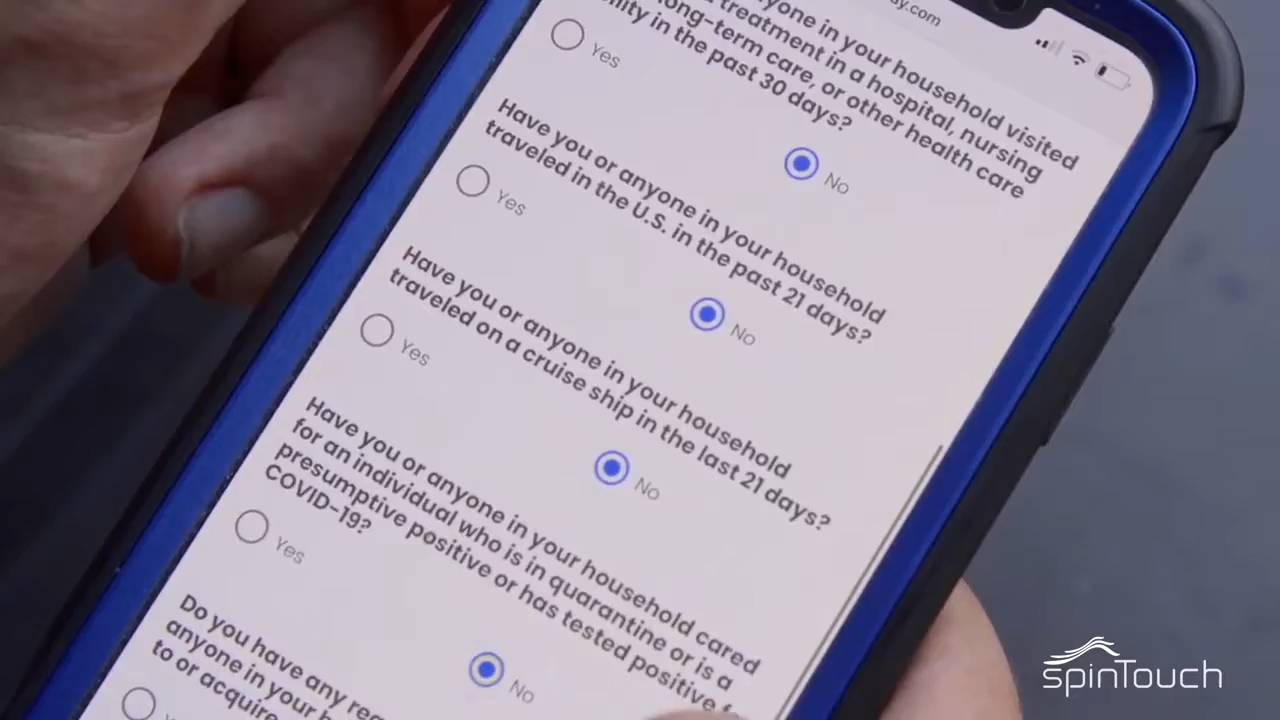 ay.com
yone in your household visited
treatment in a hospital, nursing
long-term care, or other health care
in the past 30 days?
Yes
No
Have you or anyone in your household
traveled in the U.S. in the past 21 days?
Yes
No
Have you or anyone in your household
traveled on a cruise ship in the last 21 days?
Yes
No
Have you or anyone in your household cared
for an individual who is in quarantine or is a
presumptive positive or has tested positive f
COVID-19?
Yes
No
Do you have any rea
anyone in your h
to or acquire
spinTouch